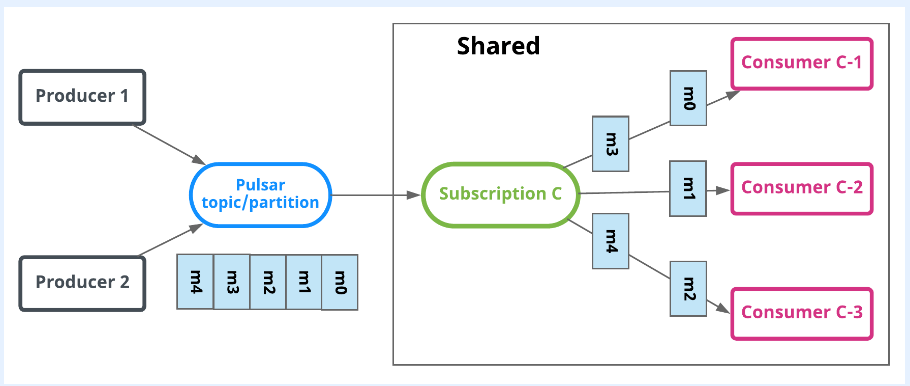 Shared
Producer 1
Producer 2
Pulsar
topic/partition
m4 m3 m2 m1 m0
Subscription C
m3
m0
m1
m4
m2
Consumer C-1
Consumer C-2
Consumer C-3